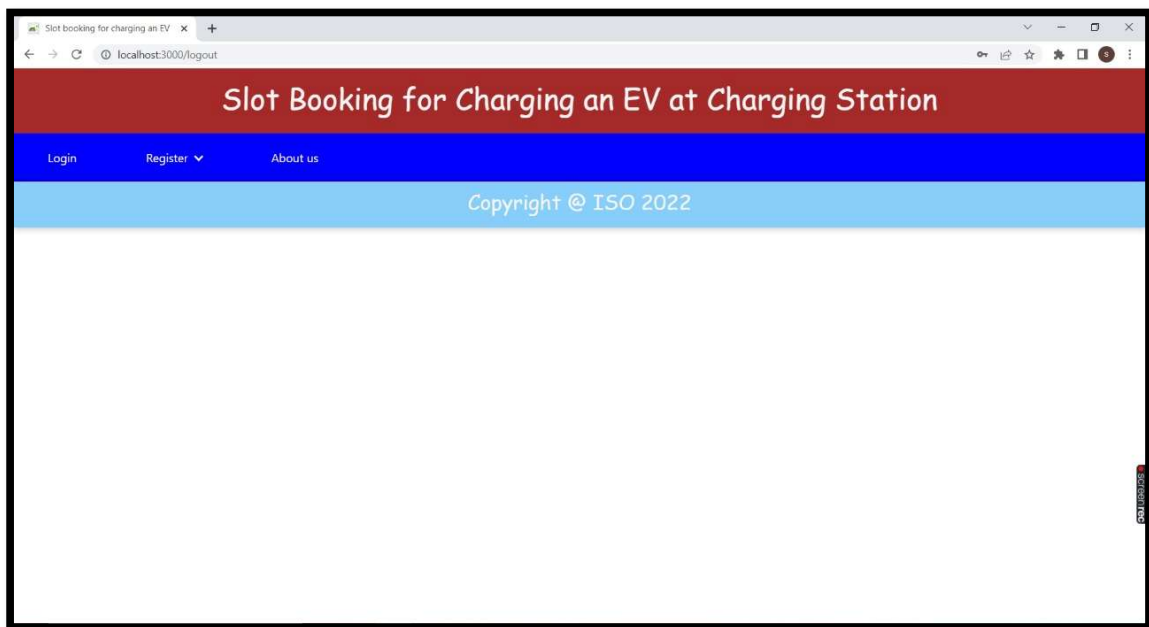 Slot booking for charging an EV
localhost:3000/logout
S
Slot Booking for Charging an EV at Charging Station
Login Register About us
Copyright @ ISO 2022
screenrec